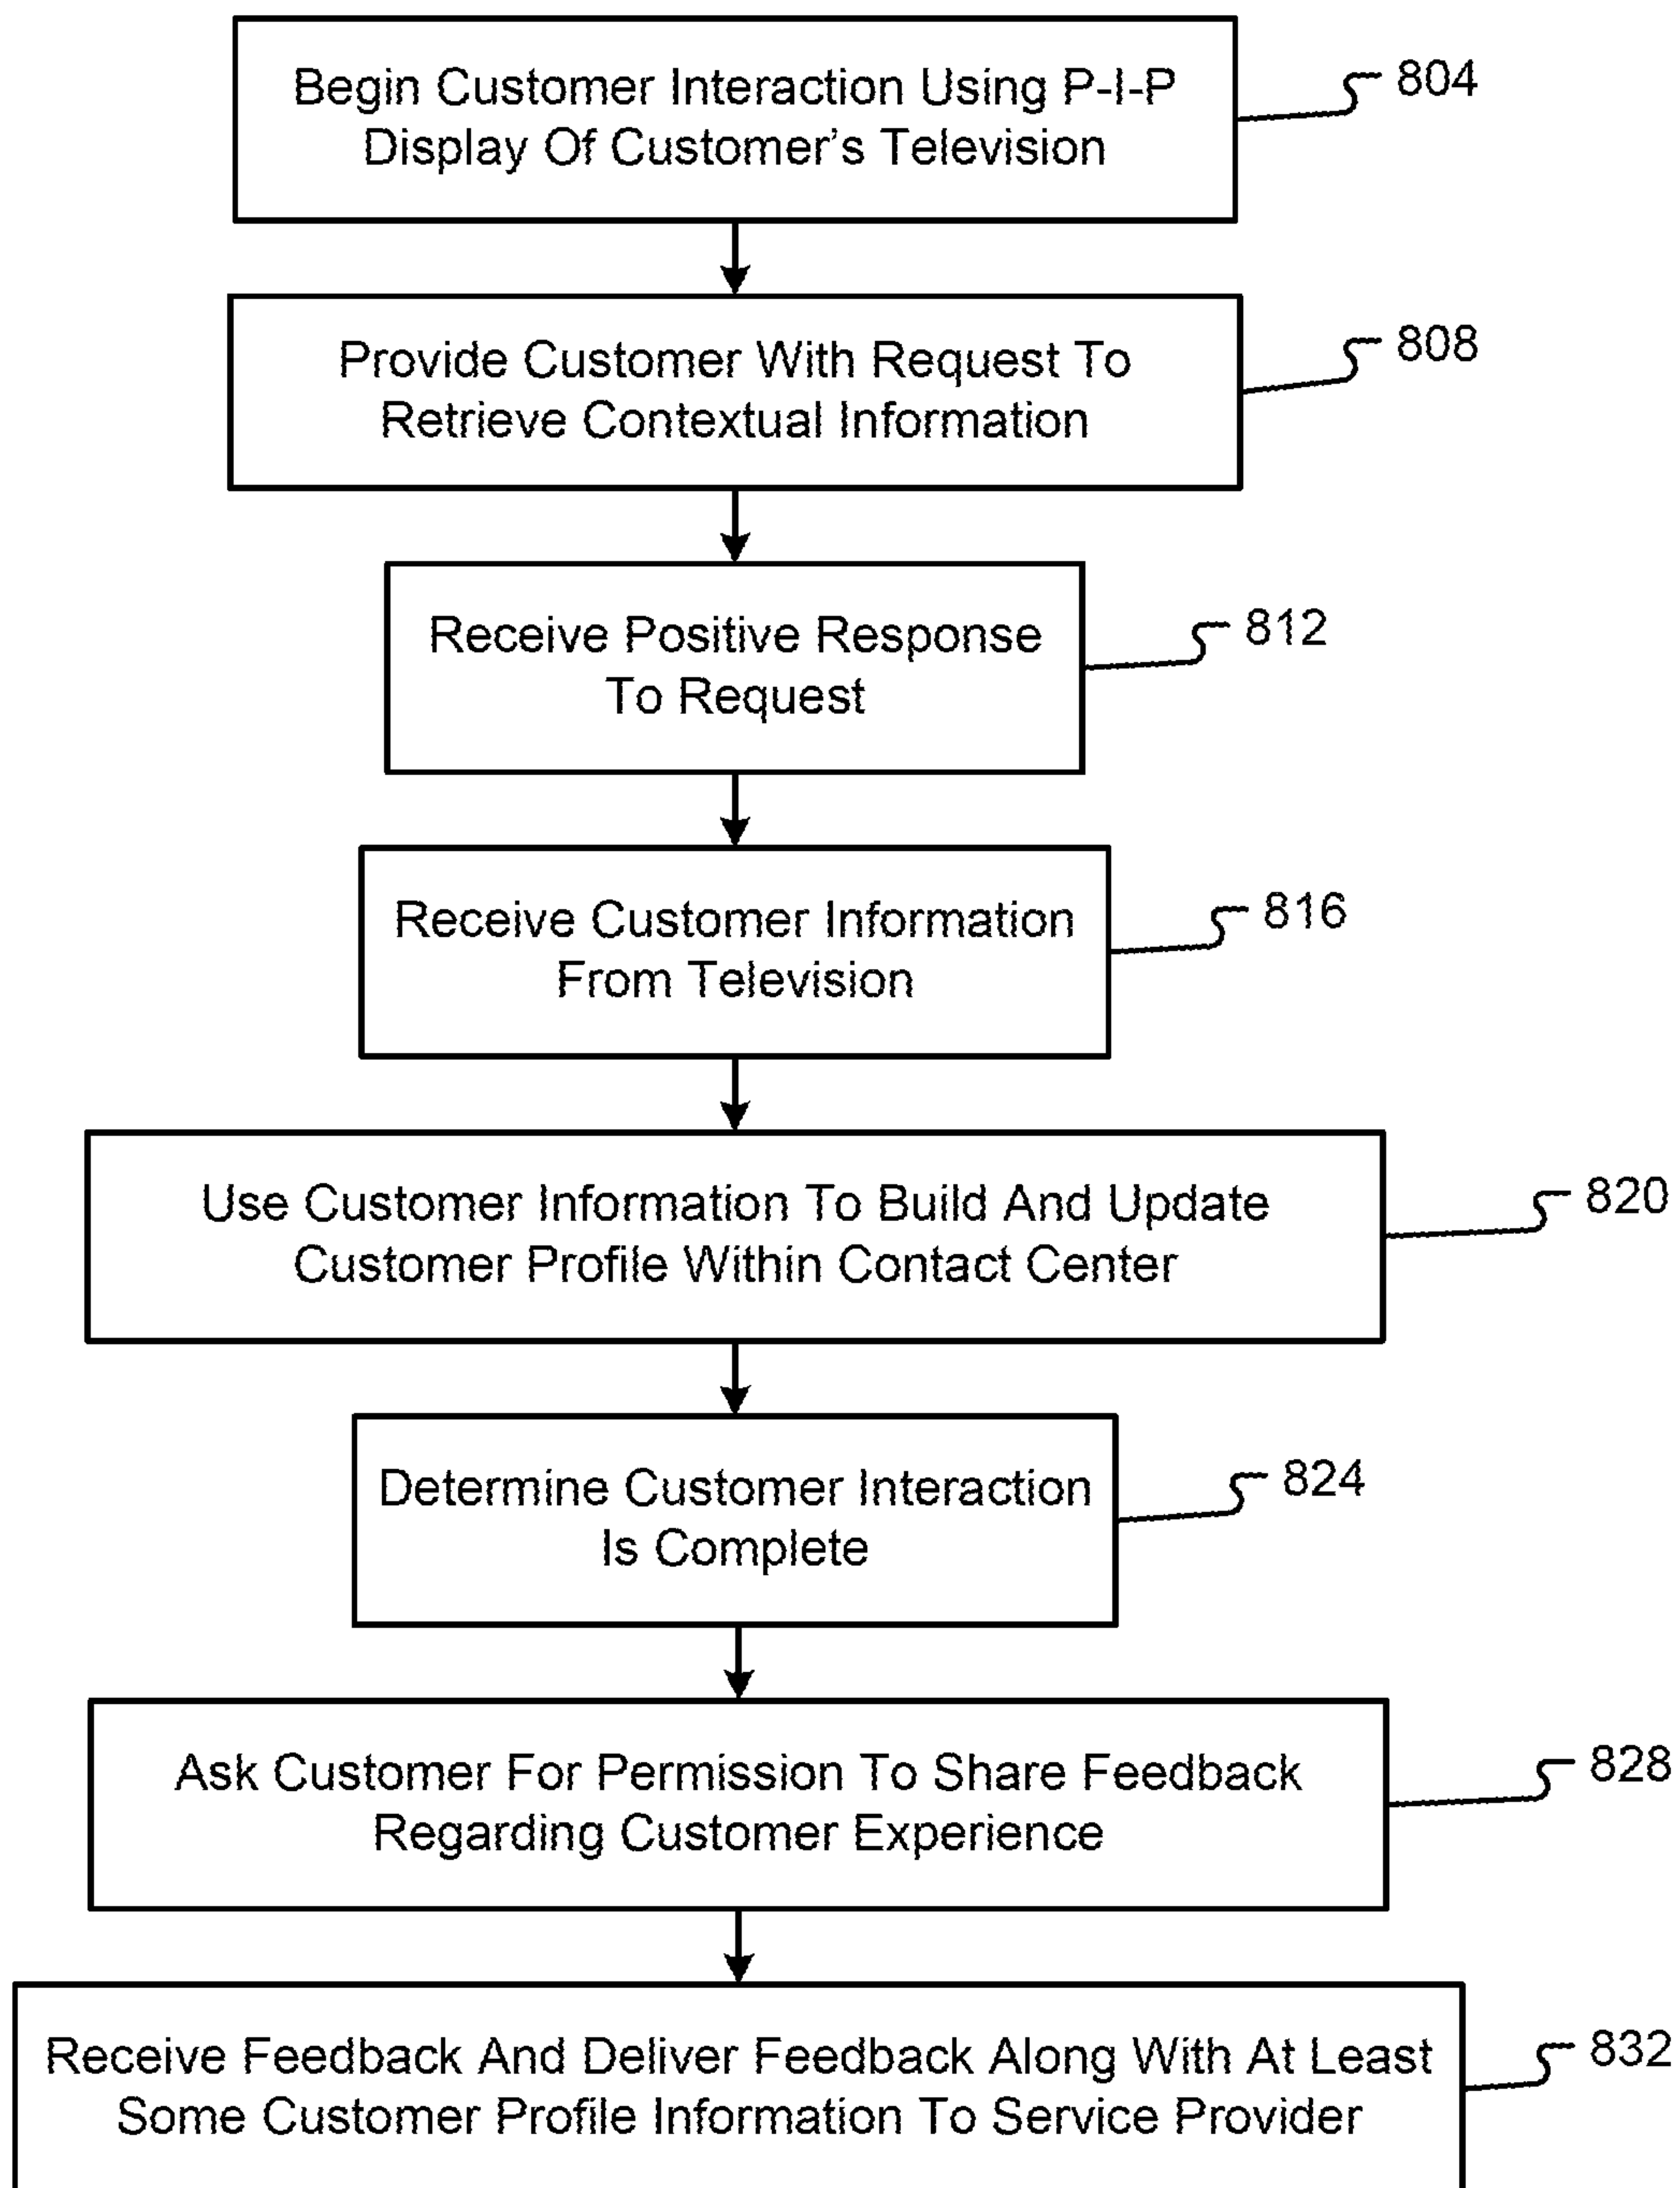 Begin Customer Interaction Using P-I-P
Display Of Customer's Television
804
Provide Customer With Request To
Retrieve Contextual Information
808
Receive Positive Response
To Request
812
Receive Customer Information
From Television
816
Use Customer Information To Build And Update
Customer Profile Within Contact Center
820
Determine Customer Interaction
Is Complete
824
Ask Customer For Permission To Share Feedback
Regarding Customer Experience
828
Receive Feedback And Deliver Feedback Along With At Least
Some Customer Profile Information To Service Provider
832